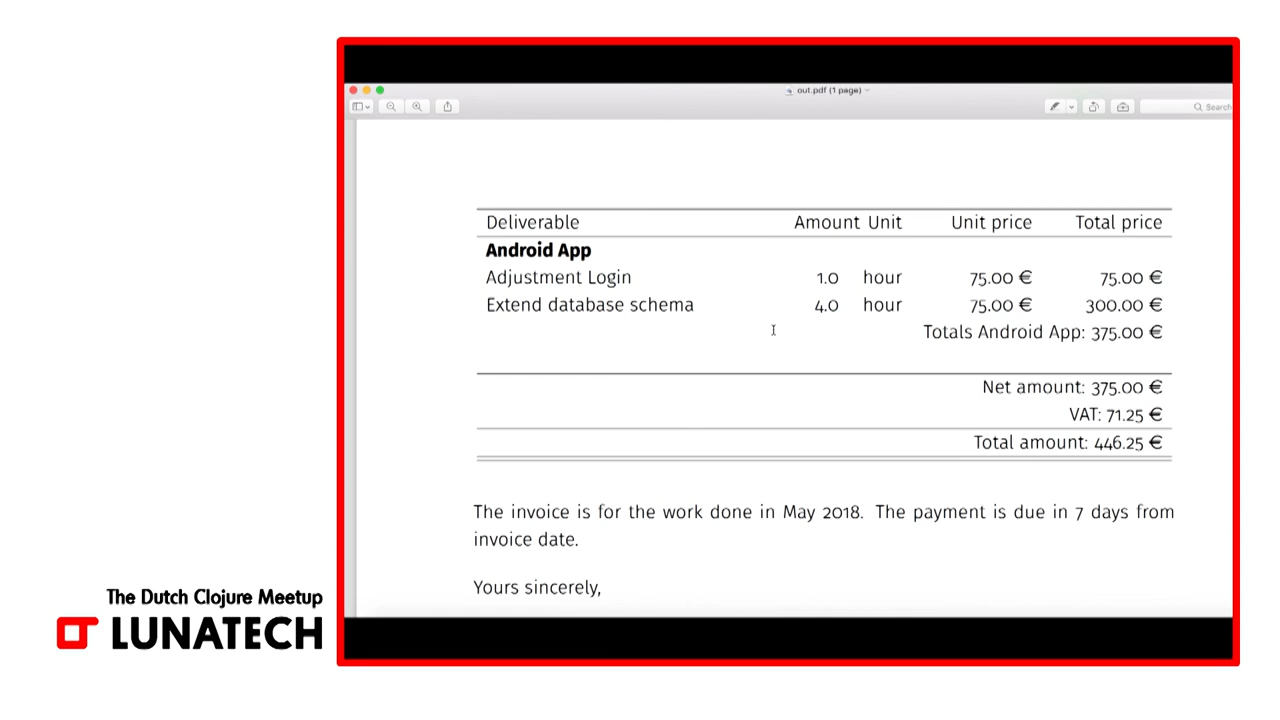 out.pdf (1 page)
Search
Deliverable Amount Unit Unit price Total price
Android App
Adjustment Login 1.0 hour 75.00 € 75.00 €
Extend database schema 4.0 hour 75.00 € 300.00 €
Totals Android App: 375.00 €
Net amount: 375.00 €
VAT: 71.25 €
Total amount: 446.25 €
The invoice is for the work done in May 2018. The payment is due in 7 days from
invoice date.
Yours sincerely,
The Dutch Clojure Meetup
LUNATECH